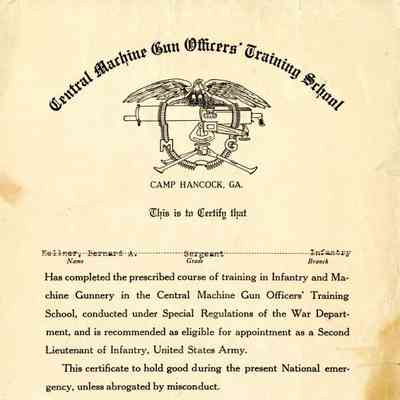 Central Machine Gun Officers' Training School
M G
CAMP HANCOCK, GA.
This is to Certify that
Kellner, Bernard A. Sergeant Infantry
Name Grade Branch
Has completed the prescribed course of training in Infantry and Ma-
chine Gunnery in the Central Machine Gun Officers' Training
School, conducted under Special Regulations of the War Depart-
ment, and is recommended as eligible for appointment as a Second
Lieutenant of Infantry, United States Army.
This certificate to hold good during the present National emer-
gency, unless abrogated by misconduct.